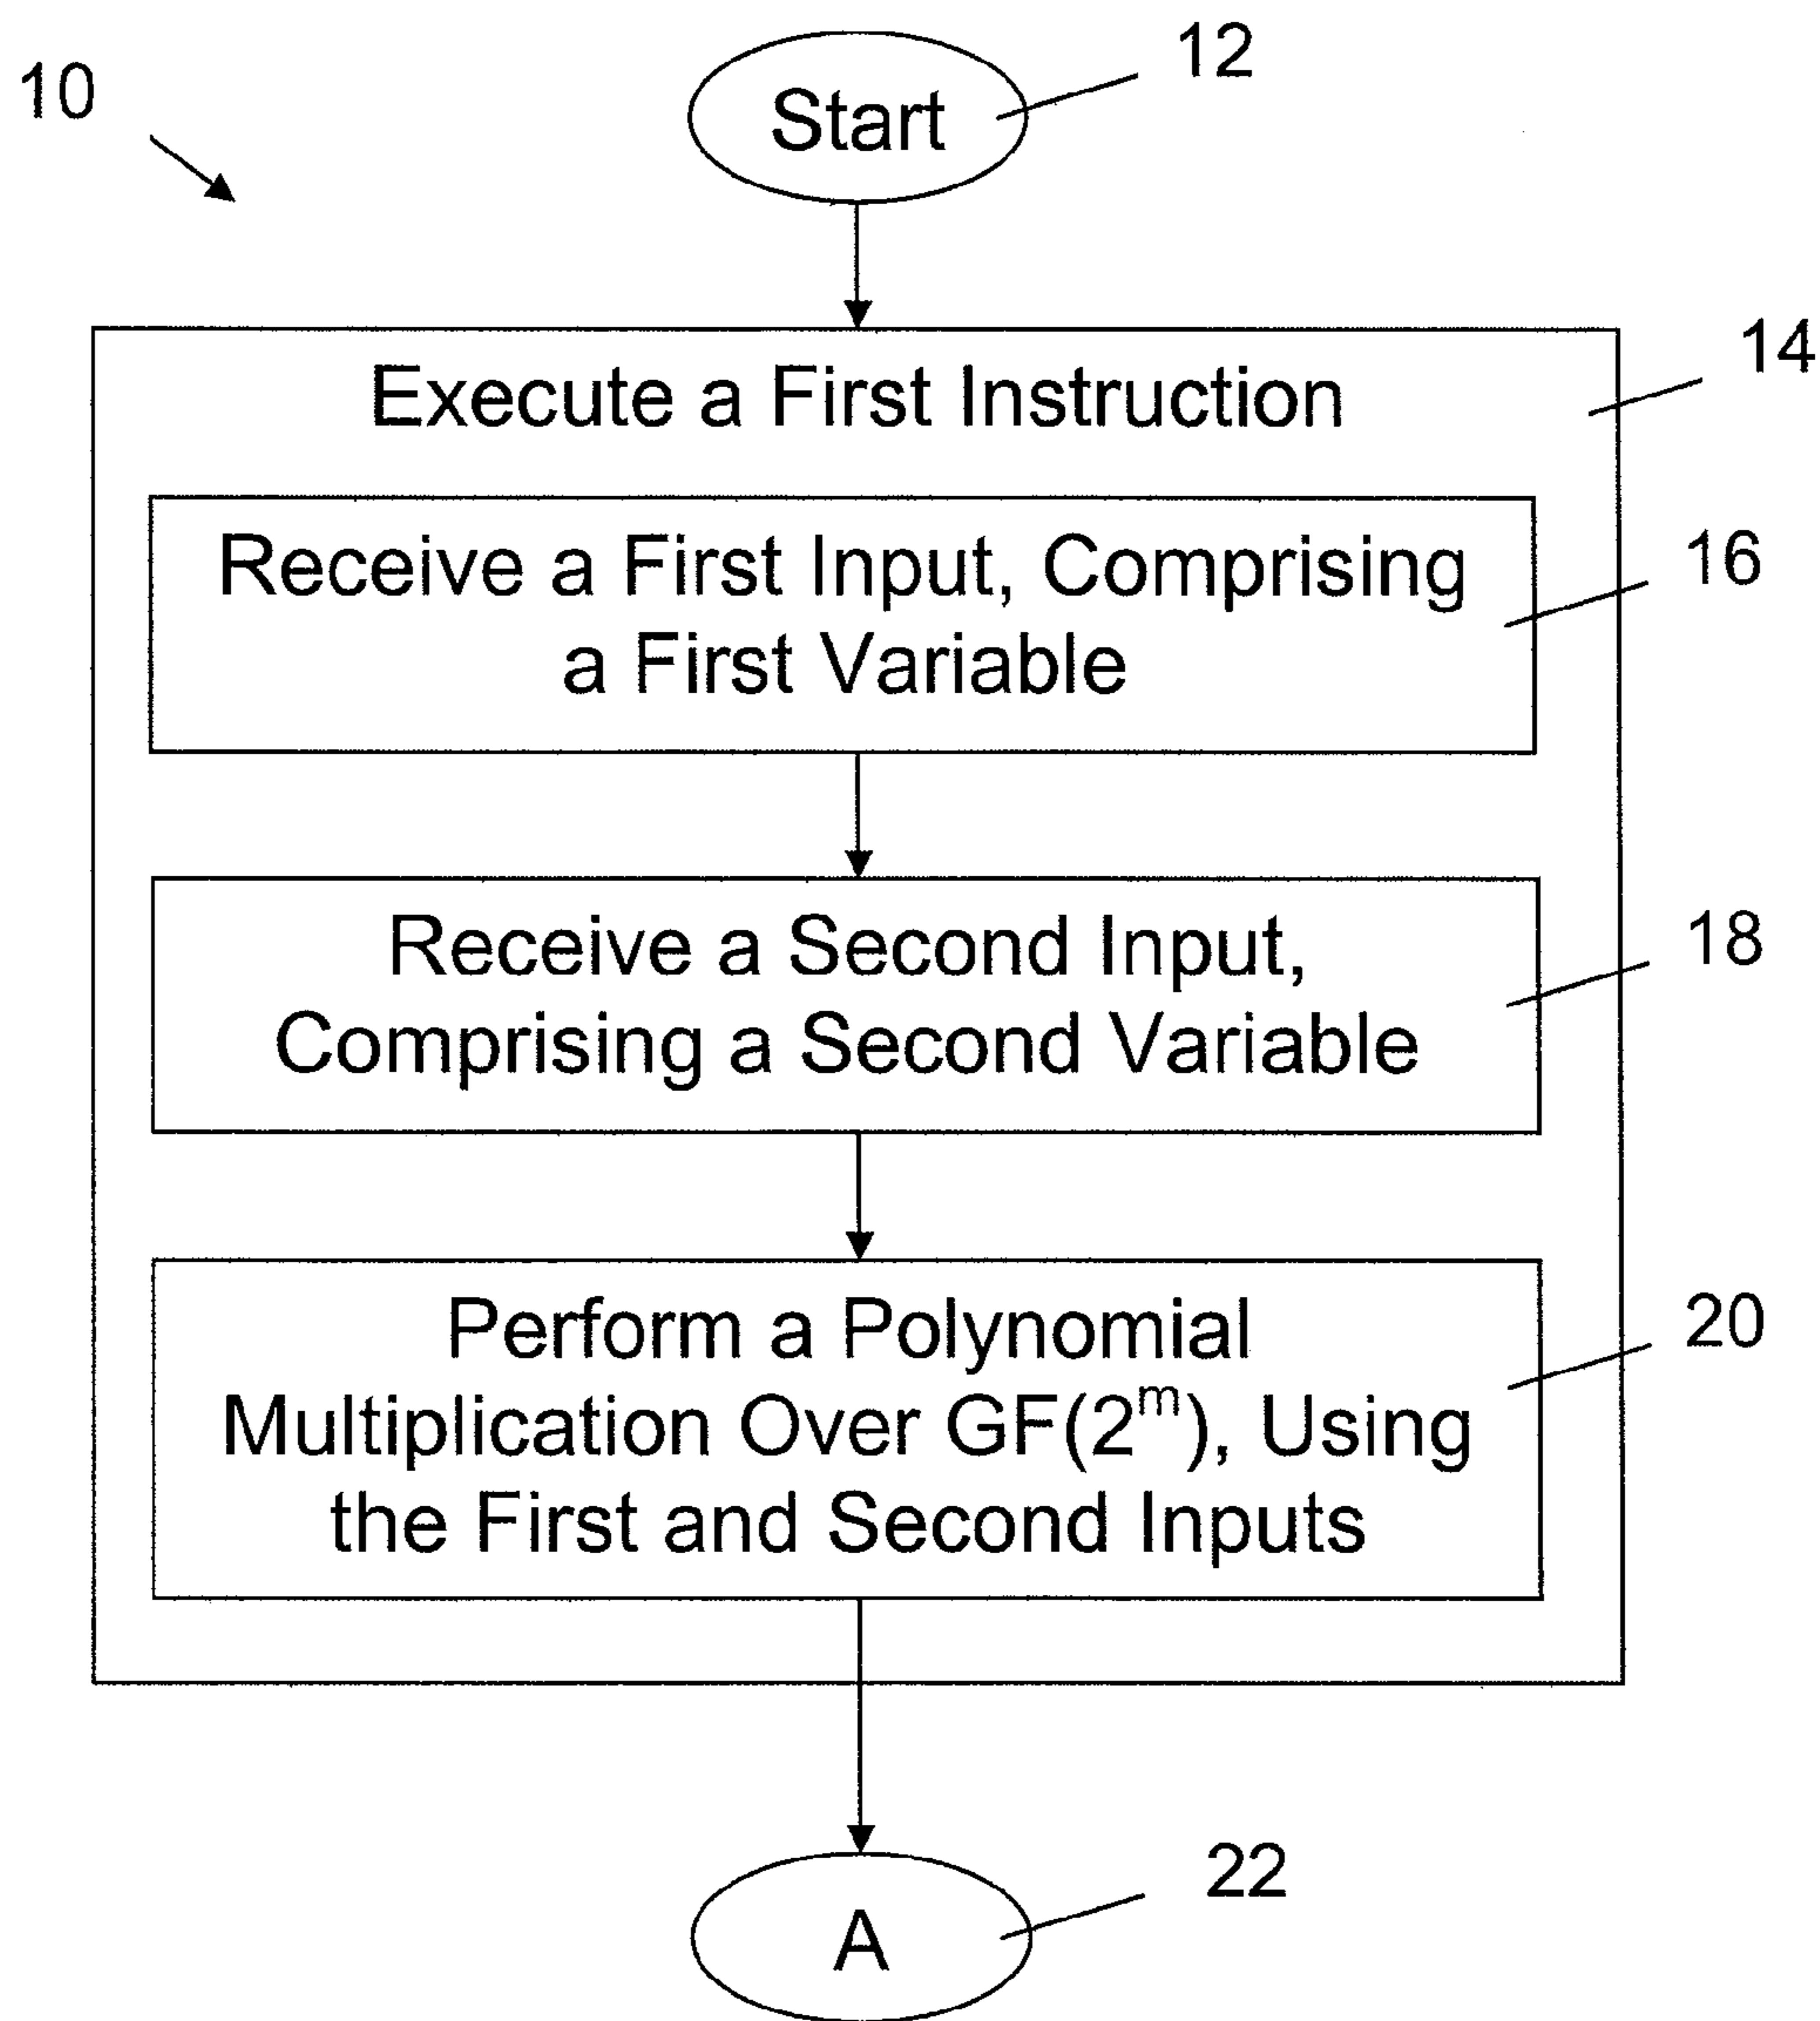 10
Start
12
Execute a First Instruction
14
Receive a First Input, Comprising
a First Variable
16
Receive a Second Input,
Comprising a Second Variable
18
Perform a Polynomial
Multiplication Over GF(2^m), Using
the First and Second Inputs
20
A
22